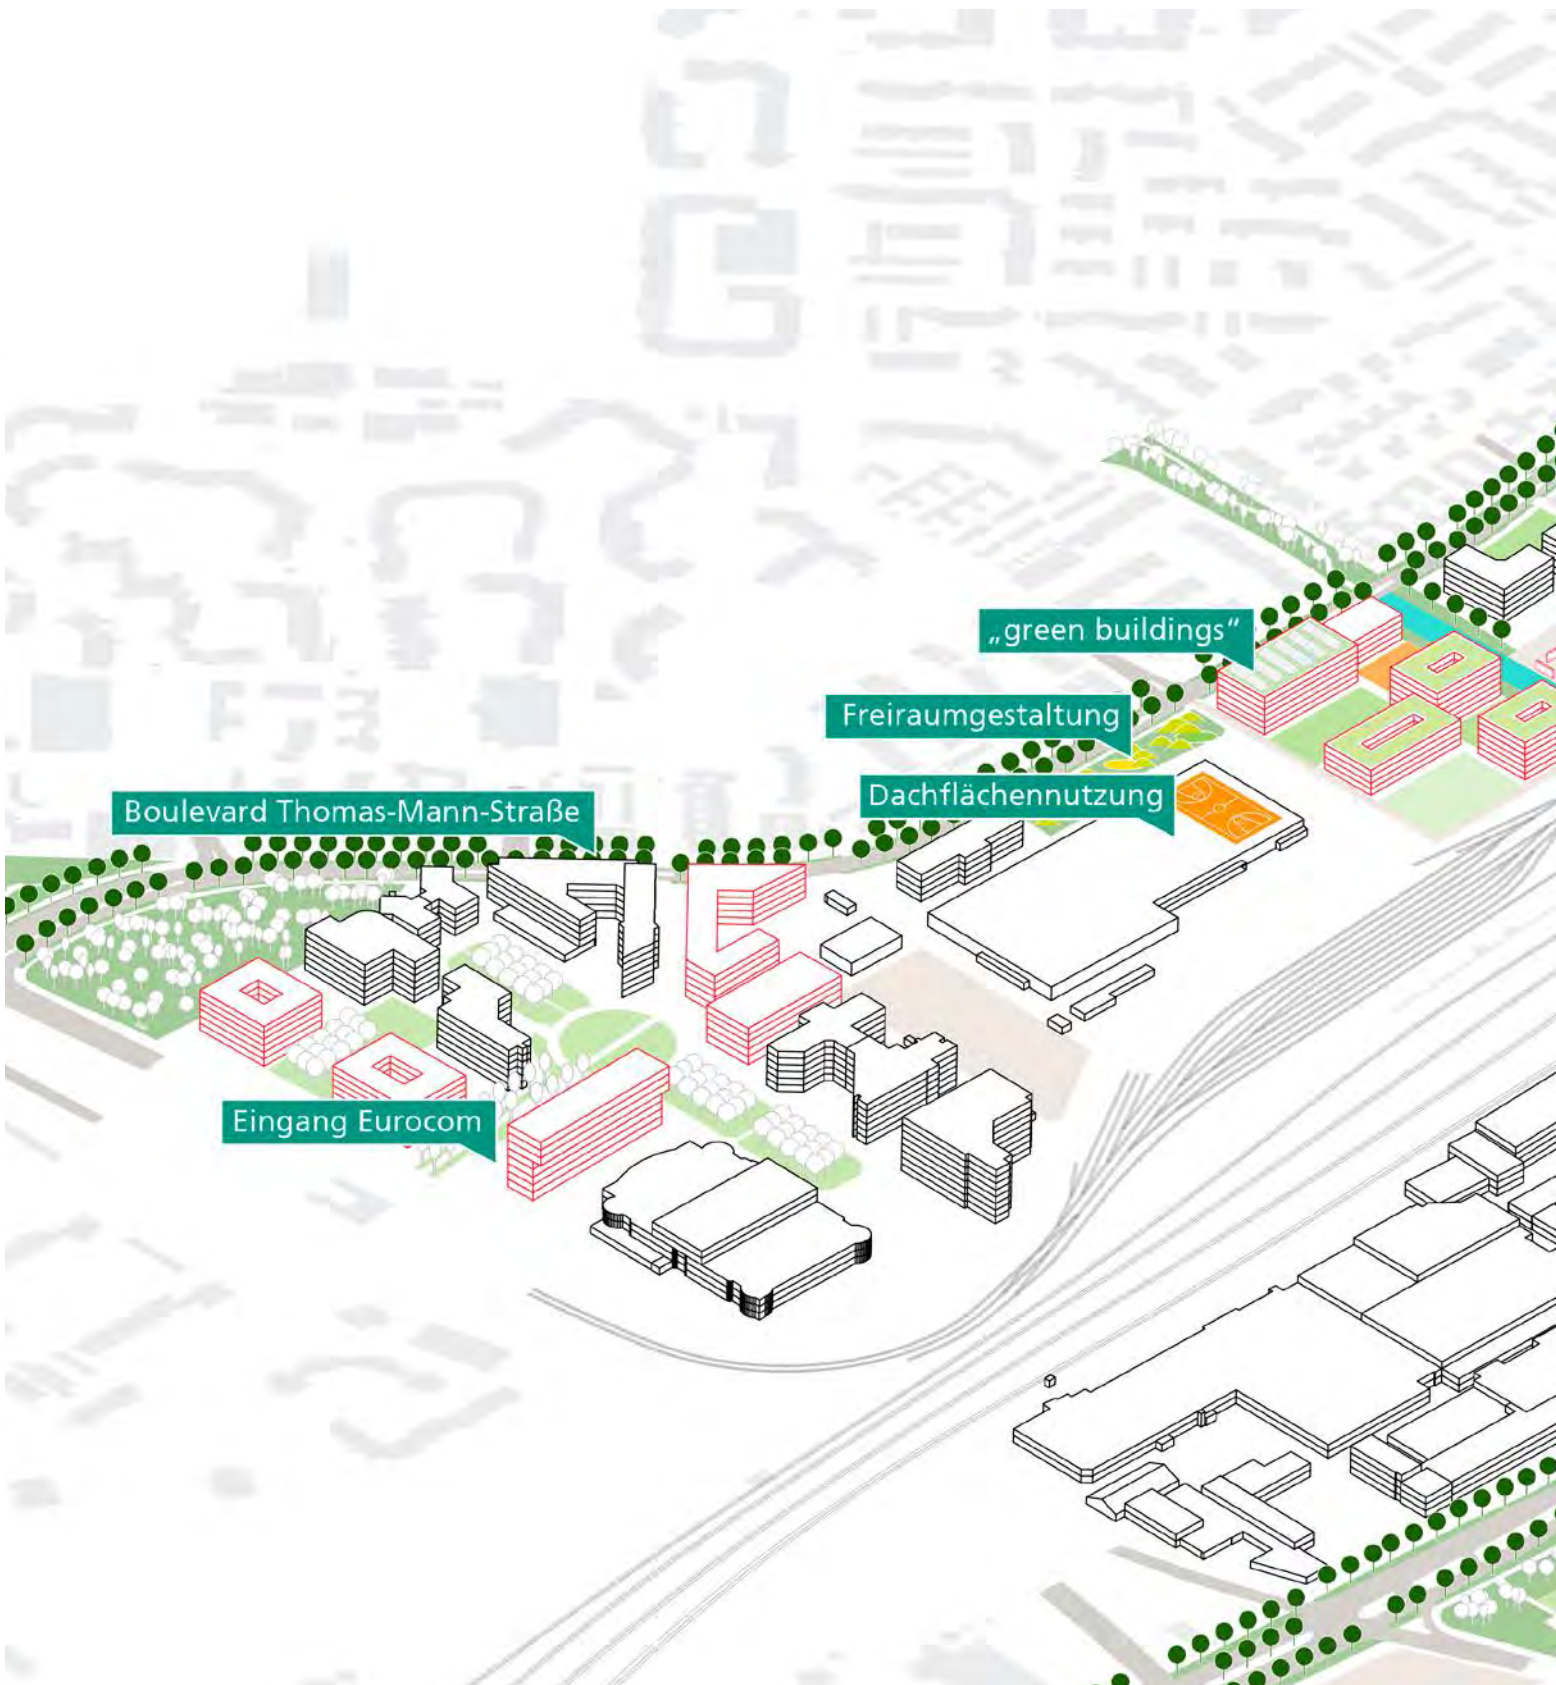 „green buildings“
Freiraumgestaltung
Dachflächennutzung
Boulevard Thomas-Mann-Straße
Eingang Eurocom